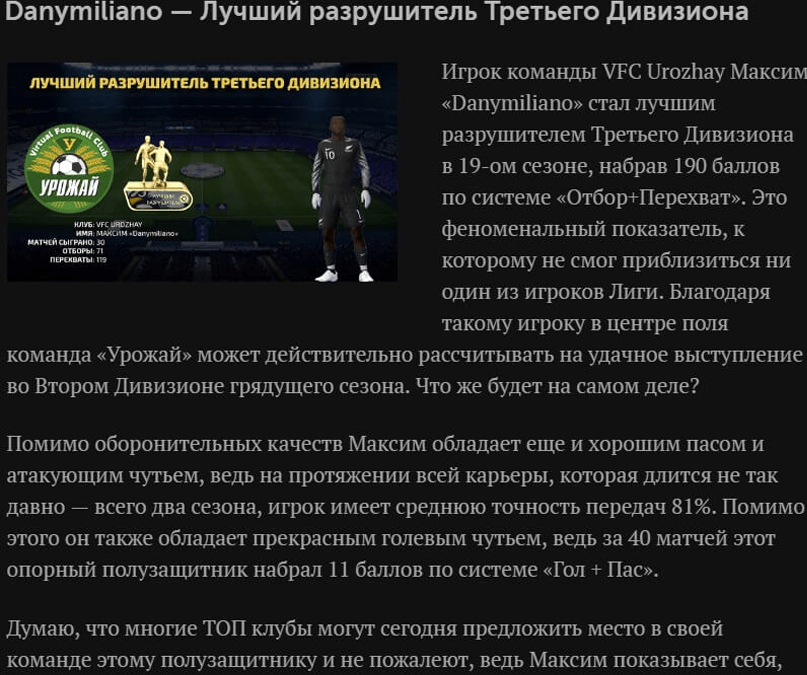 Danymiliano — Лучший разрушитель Третьего Дивизиона
ЛУЧШИЙ РАЗРУШИТЕЛЬ ТРЕТЬЕГО ДИВИЗИОНА
Virtual Football Club
У
УРОЖАЙ
КЛУБ: VFC UROZHAY
ИМЯ: МАКСИМ «Danymiliano»
МАТЧЕЙ СЫГРАНО: 30
ОТБОРЫ: 71
ПЕРЕХВАТЫ: 119
10
Игрок команды VFC Urozhay Максим
«Danymiliano» стал лучшим
разрушителем Третьего Дивизиона
в 19-ом сезоне, набрав 190 баллов
по системе «Отбор+Перехват». Это
феноменальный показатель, к
которому не смог приблизиться ни
один из игроков Лиги. Благодаря
такому игроку в центре поля
команда «Урожай» может действительно рассчитывать на удачное выступление
во Втором Дивизионе грядущего сезона. Что же будет на самом деле?
Помимо оборонительных качеств Максим обладает еще и хорошим пасом и
атакующим чутьем, ведь на протяжении всей карьеры, которая длится не так
давно — всего два сезона, игрок имеет среднюю точность передач 81%. Помимо
этого он также обладает прекрасным голевым чутьем, ведь за 40 матчей этот
опорный полузащитник набрал 11 баллов по системе «Гол + Пас».
Думаю, что многие ТОП клубы могут сегодня предложить место в своей
команде этому полузащитнику и не пожалеют, ведь Максим показывает себя,